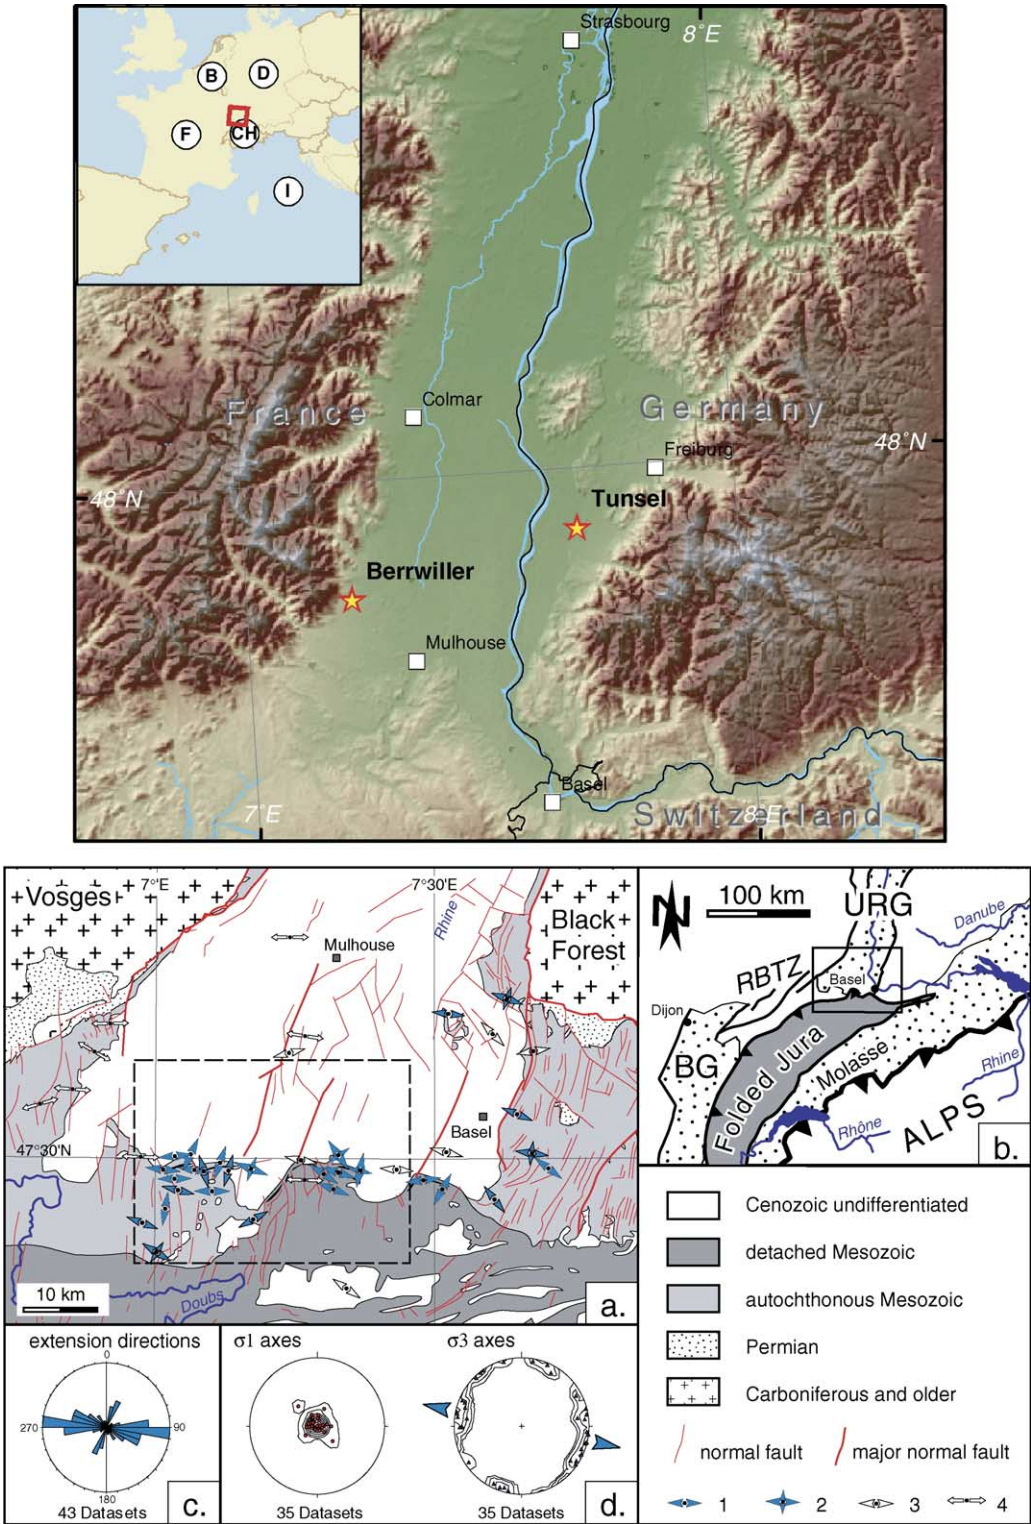 B
D
F
CH
I
Strasbourg
8°E
France
Colmar
Germany
48°N
Freiburg
48°N
Tunsel
Berrwiller
Mulhouse
Basel
7°E
8°E
Switzerland
7°E
7°30'E
Vosges
Rhine
Mulhouse
Black
Forest
Basel
47°30'N
10 km
Doubs
a.
N
100 km
URG
Danube
RBTZ
Basel
Dijon
BG
Folded Jura
Molasse
Rhine
Rhône
ALPS
b.
extension directions
0
270
90
180
43 Datasets
c.
σ1 axes
σ3 axes
35 Datasets
35 Datasets
d.
Cenozoic undifferentiated
detached Mesozoic
autochthonous Mesozoic
Permian
Carboniferous and older
normal fault
major normal fault
1
2
3
4